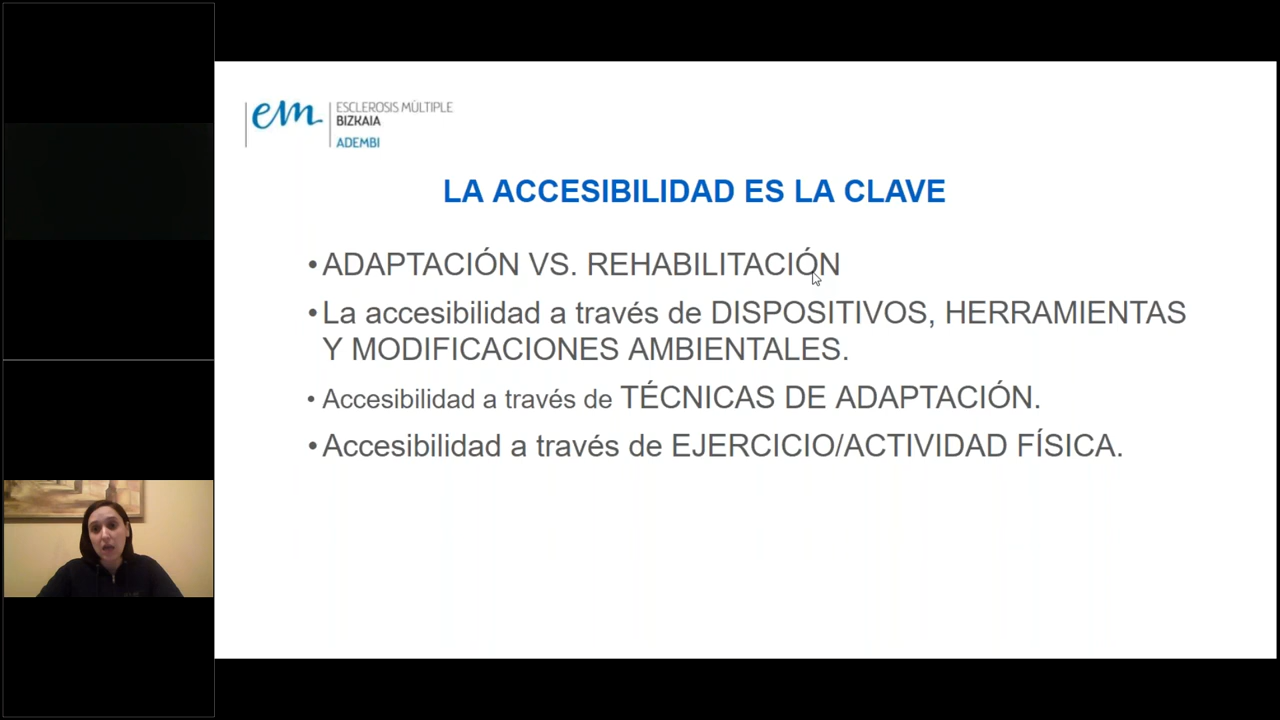 em
ESCLEROSIS MÚLTIPLE
BIZKAIA
ADEMBI
LA ACCESIBILIDAD ES LA CLAVE
•ADAPTACIÓN VS. REHABILITACIÓN
•La accesibilidad a través de DISPOSITIVOS, HERRAMIENTAS
Y MODIFICACIONES AMBIENTALES.
• Accesibilidad a través de TÉCNICAS DE ADAPTACIÓN.
•Accesibilidad a través de EJERCICIO/ACTIVIDAD FÍSICA.